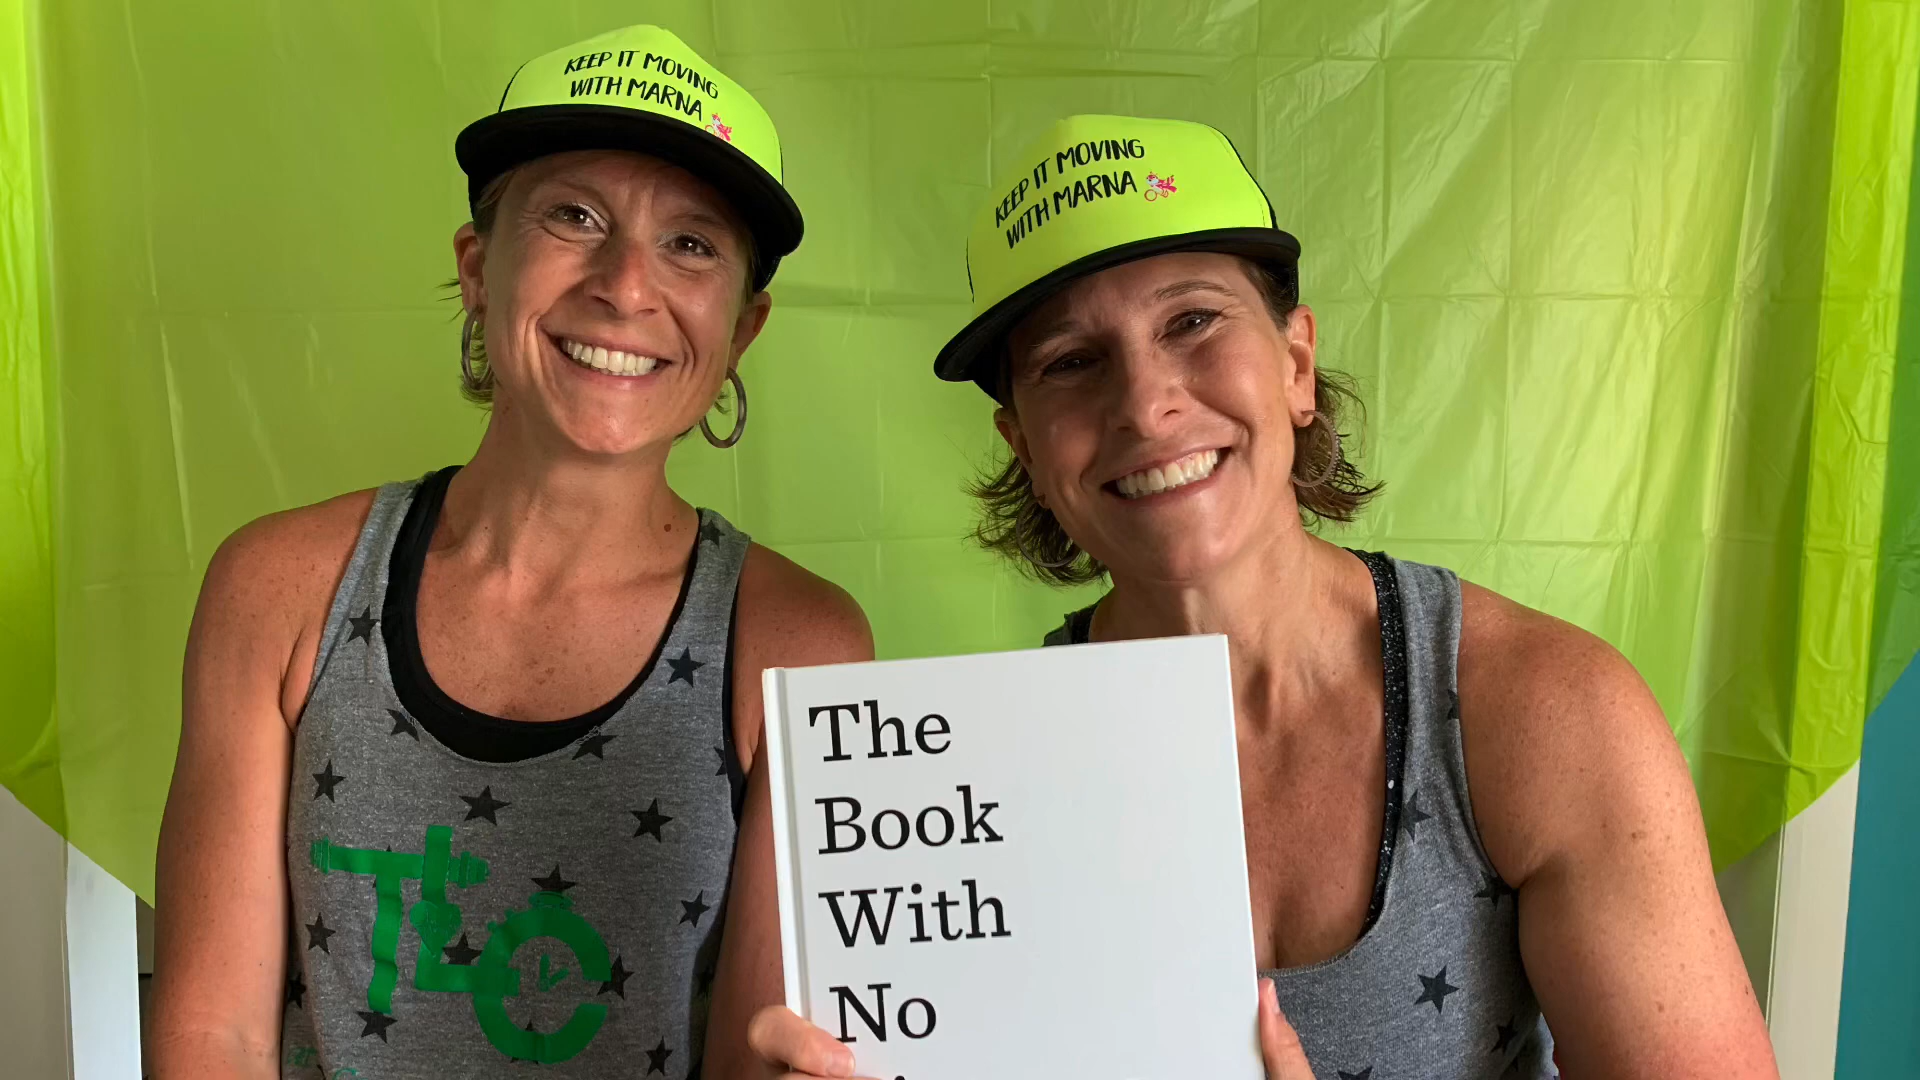 KEEP IT MOVING
WITH MARNA
KEEP IT MOVING
WITH MARNA
TLC
The
Book
With
No